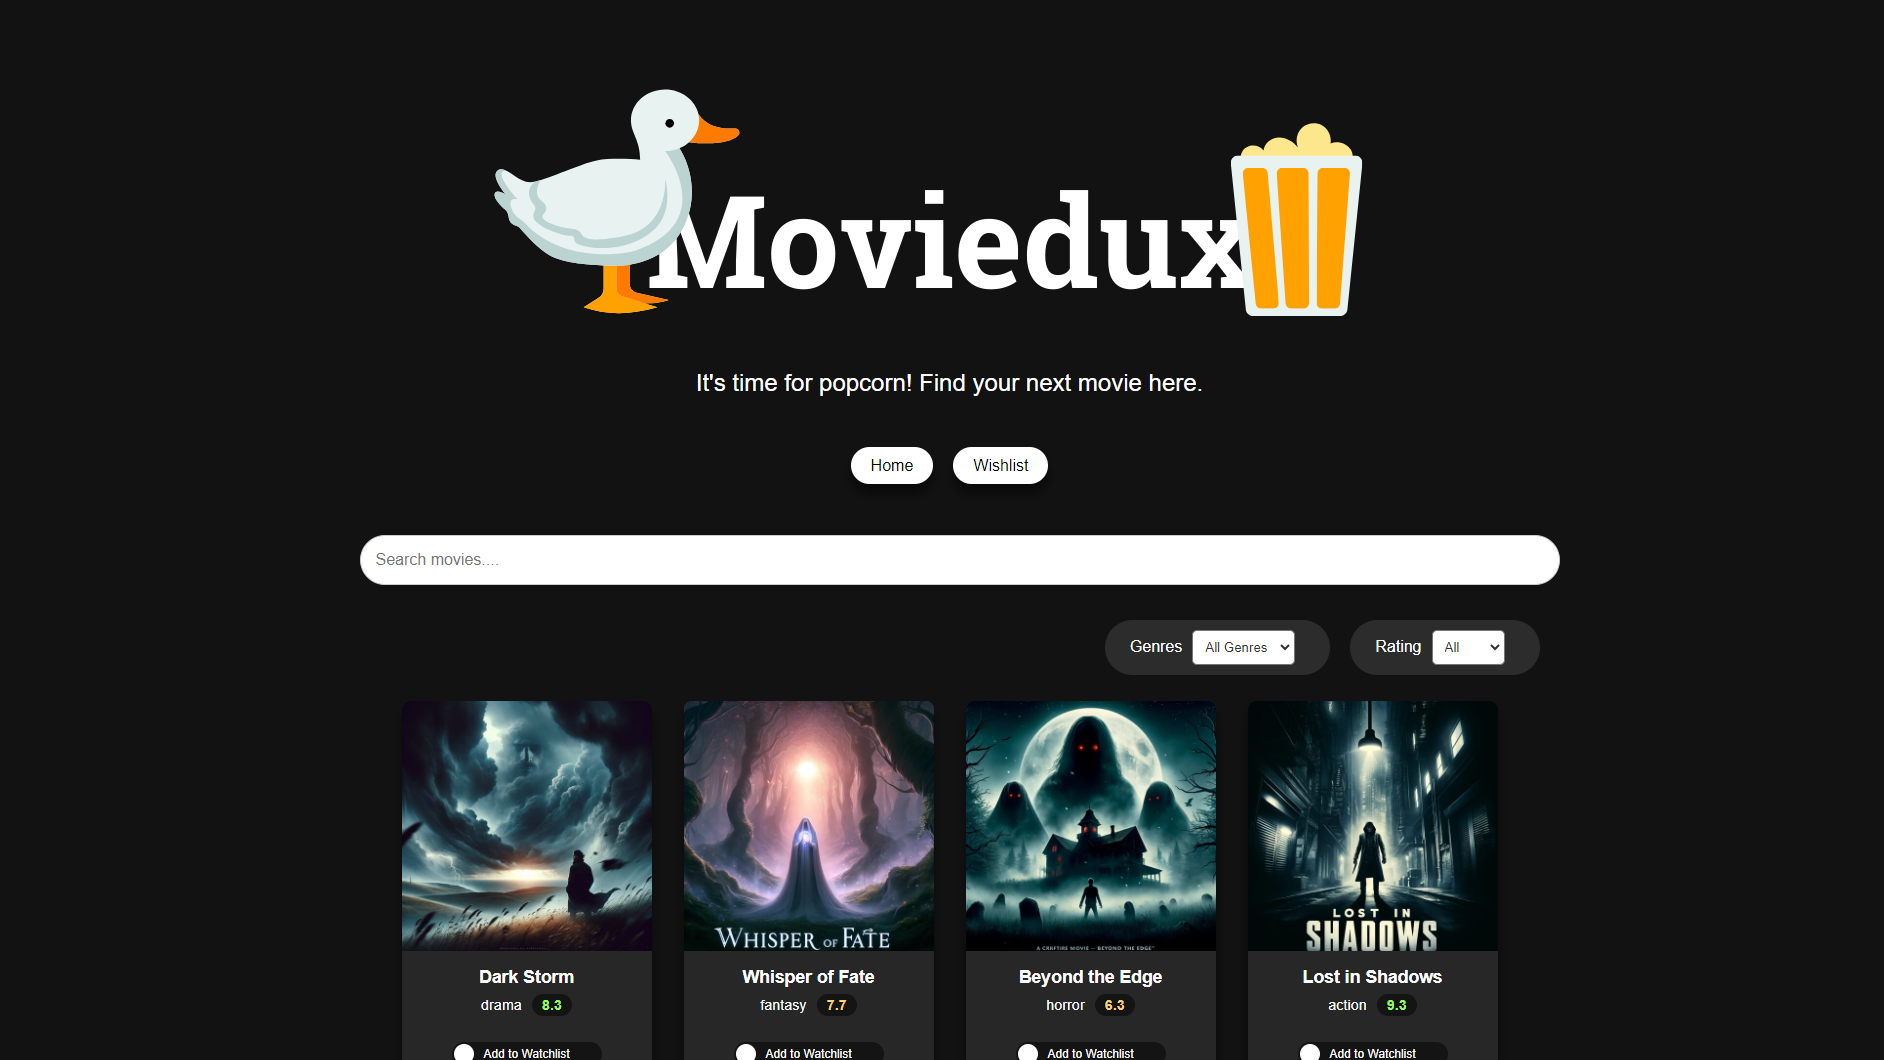 Moviedux
It's time for popcorn! Find your next movie here.
Home Wishlist
Search movies....
Genres All Genres Rating All
WHISPER OF FATE
BEYOND THE EDGE
LOST IN
SHADOWS
Dark Storm Whisper of Fate Beyond the Edge Lost in Shadows
drama 8.3 fantasy 7.7 horror 6.3 action 9.3
Add to Watchlist Add to Watchlist Add to Watchlist Add to Watchlist